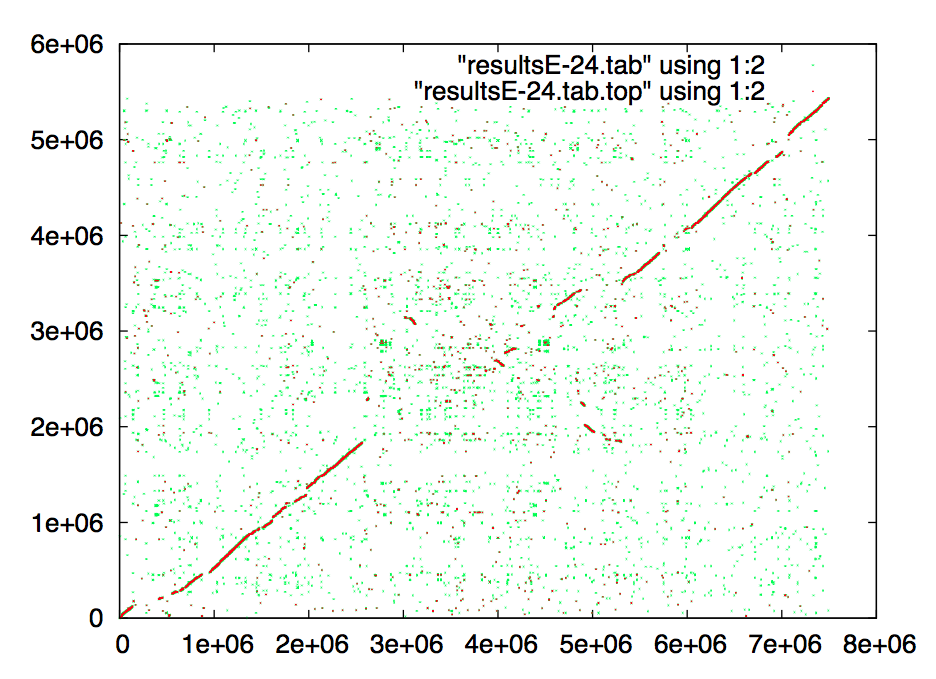 6e+06
"resultsE-24.tab" using 1:2
"resultsE-24.tab.top" using 1:2
5e+06
4e+06
3e+06
2e+06
1e+06
0
0 1e+06 2e+06 3e+06 4e+06 5e+06 6e+06 7e+06 8e+06